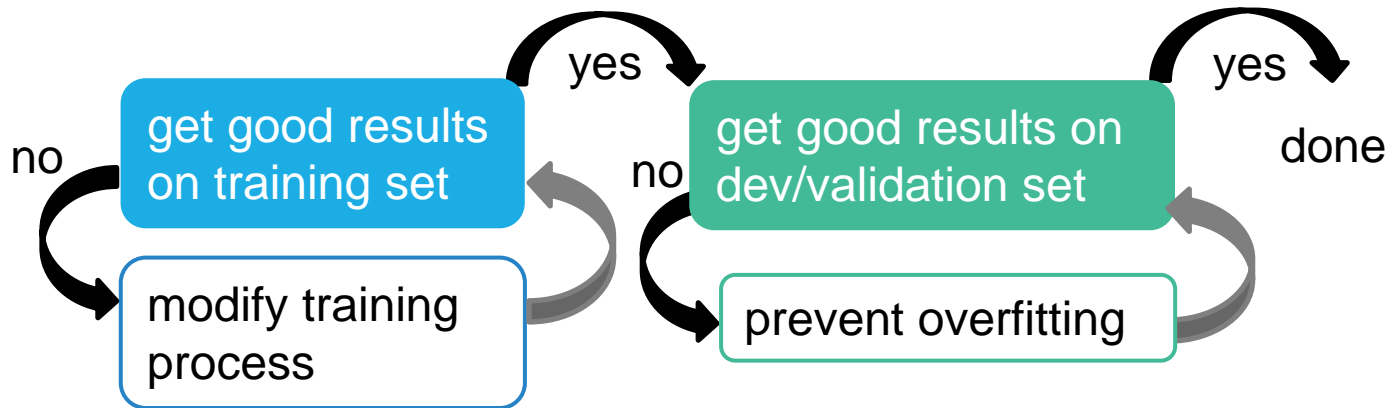 yes
yes
get good results
on training set
get good results on
dev/validation set
done
no
no
modify training
process
prevent overfitting